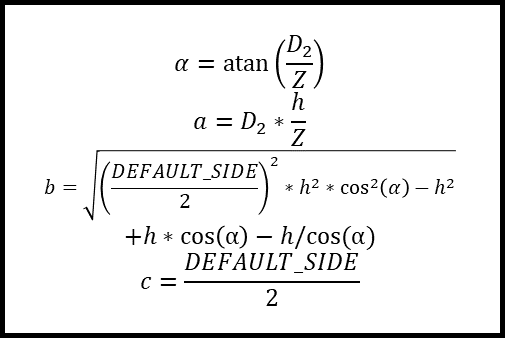 α = atan (D₂/Z)
a = D₂ * h/Z
b = √((DEFAULT_SIDE/2)² * h² * cos²(α) − h²)
+h * cos(α) − h/cos(α)
c = DEFAULT_SIDE/2